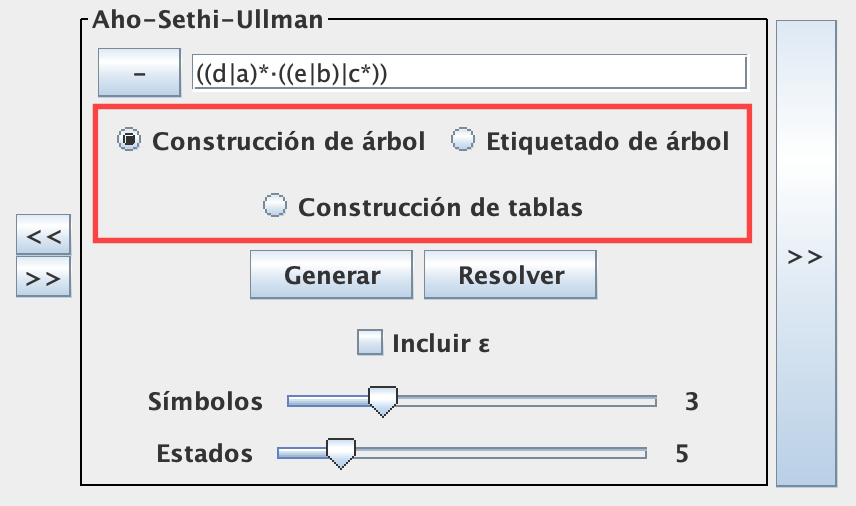 Aho-Sethi-Ullman
-
((d|a)*·((e|b)|c*))
Construcción de árbol
Etiquetado de árbol
Construcción de tablas
<<
>>
>>
Generar
Resolver
Incluir ε
Símbolos 3
Estados 5